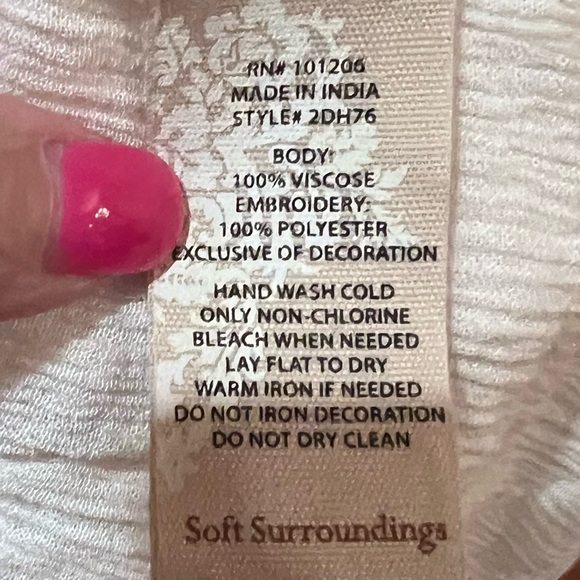 RN# 101206
MADE IN INDIA
STYLE# 2DH76
BODY:
100% VISCOSE
EMBROIDERY:
100% POLYESTER
EXCLUSIVE OF DECORATION
HAND WASH COLD
ONLY NON-CHLORINE
BLEACH WHEN NEEDED
LAY FLAT TO DRY
WARM IRON IF NEEDED
DO NOT IRON DECORATION
DO NOT DRY CLEAN
Soft Surroundings